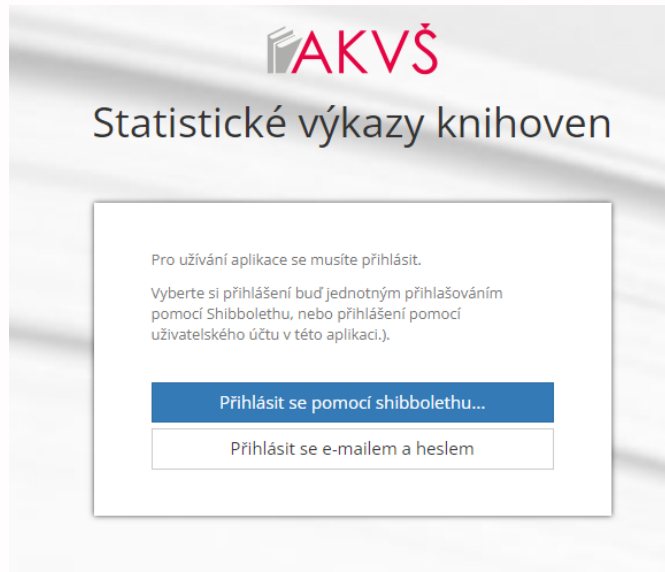 AKVŠ
Statistické výkazy knihoven
Pro užívání aplikace se musíte přihlásit.
Vyberte si přihlášení buď jednotným přihlašováním
pomocí Shibbolethu, nebo přihlášení pomocí
uživatelského účtu v této aplikaci.).
Přihlásit se pomocí shibbolethu...
Přihlásit se e-mailem a heslem